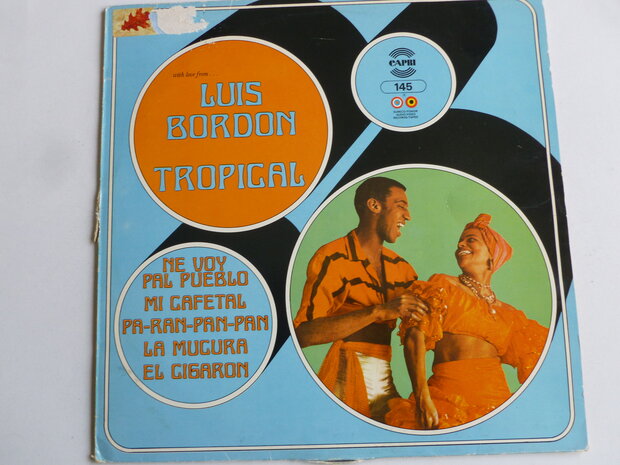 with love from...
LUIS
BORDON
TROPICAL
CAPRI
145
NE VOY
PAL PUEBLO
MI CAFETAL
PA-RAN-PAN-PAN
LA MUCURA
EL CIGARON